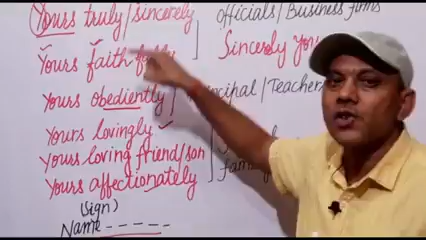 Yours truly/sincerely officials/Business firms
Yours faithfully Sincerely
Yours obediently /Teacher
Yours lovingly
Yours loving friend/son
Yours affectionately
(Sign)
Name - - - - -